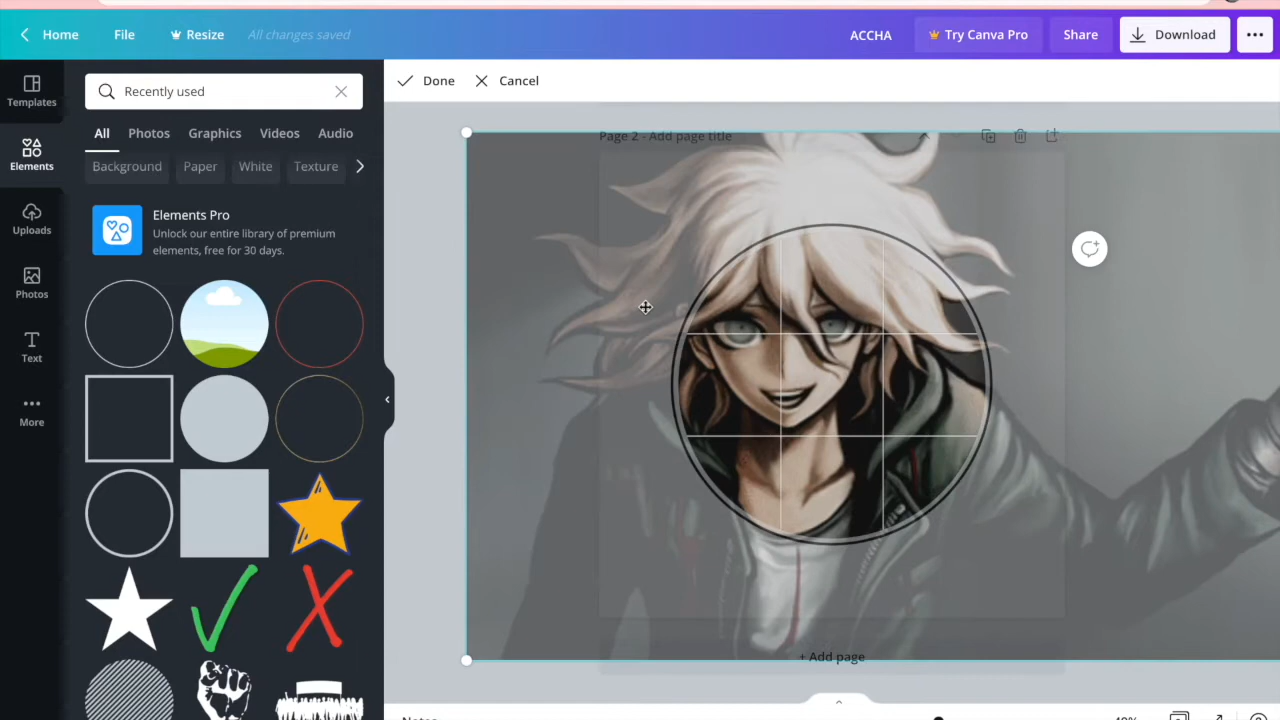 Home File Resize All changes saved ACCHA Try Canva Pro Share Download
Templates
Elements
Uploads
Photos
Text
More
Recently used
All Photos Graphics Videos Audio
Background Paper White Texture
Elements Pro
Unlock our entire library of premium
elements, free for 30 days.
Done Cancel
Page 2 - Add page title
+ Add page
Notes